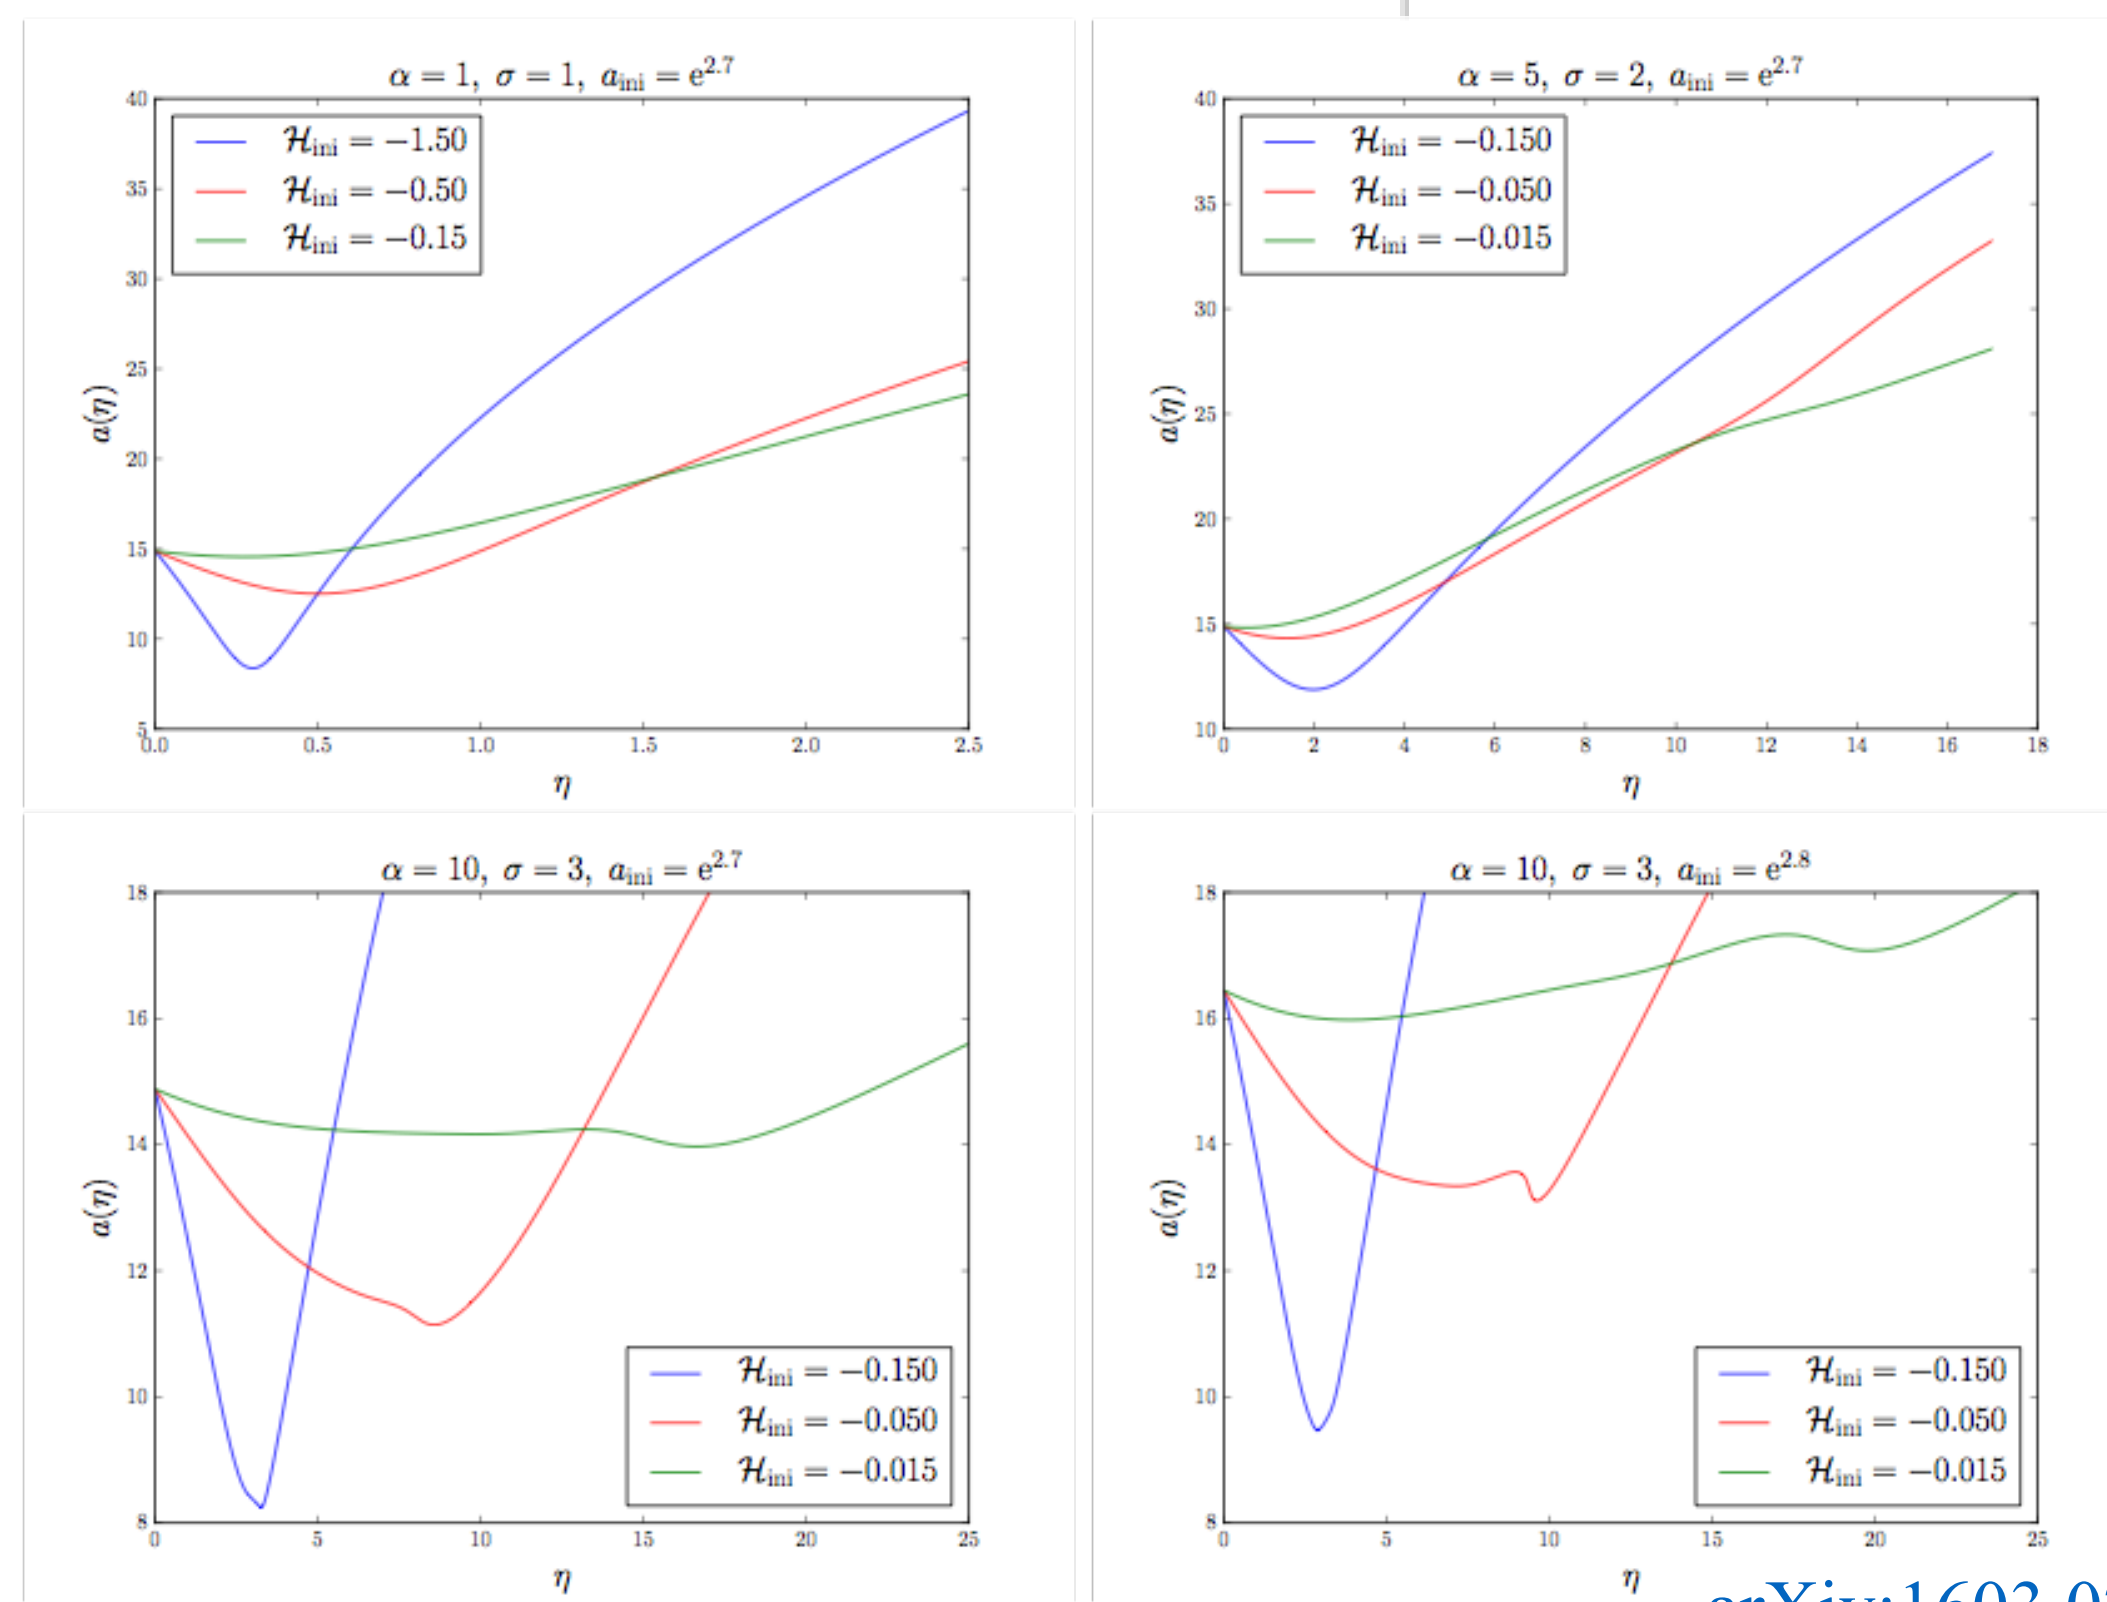 α = 1, σ = 1, a_ini = e^2.7
40
35
30
25
20
15
10
5
a(η)
ℋ_ini = −1.50
ℋ_ini = −0.50
ℋ_ini = −0.15
0.0 0.5 1.0 1.5 2.0 2.5
η
α = 5, σ = 2, a_ini = e^2.7
40
35
30
25
20
15
10
a(η)
ℋ_ini = −0.150
ℋ_ini = −0.050
ℋ_ini = −0.015
0 2 4 6 8 10 12 14 16 18
η
α = 10, σ = 3, a_ini = e^2.7
18
16
14
12
10
8
a(η)
ℋ_ini = −0.150
ℋ_ini = −0.050
ℋ_ini = −0.015
0 5 10 15 20 25
η
α = 10, σ = 3, a_ini = e^2.8
18
16
14
12
10
8
a(η)
ℋ_ini = −0.150
ℋ_ini = −0.050
ℋ_ini = −0.015
0 5 10 15 20 25
η